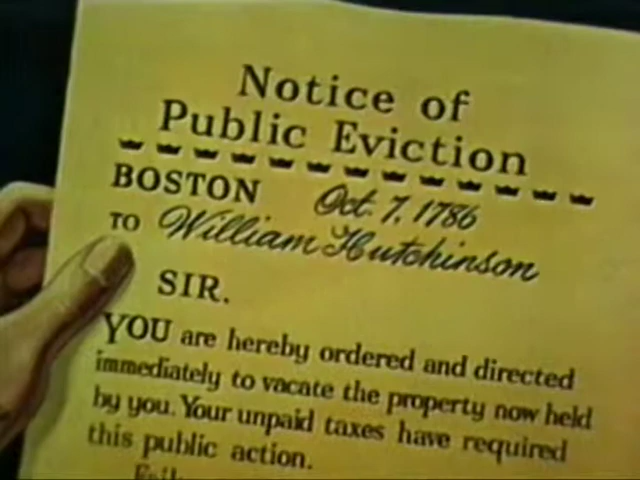 Notice of
Public Eviction
BOSTON Oct. 7, 1786
TO William Hutchinson
SIR.
YOU are hereby ordered and directed
immediately to vacate the property now held
by you. Your unpaid taxes have required
this public action.